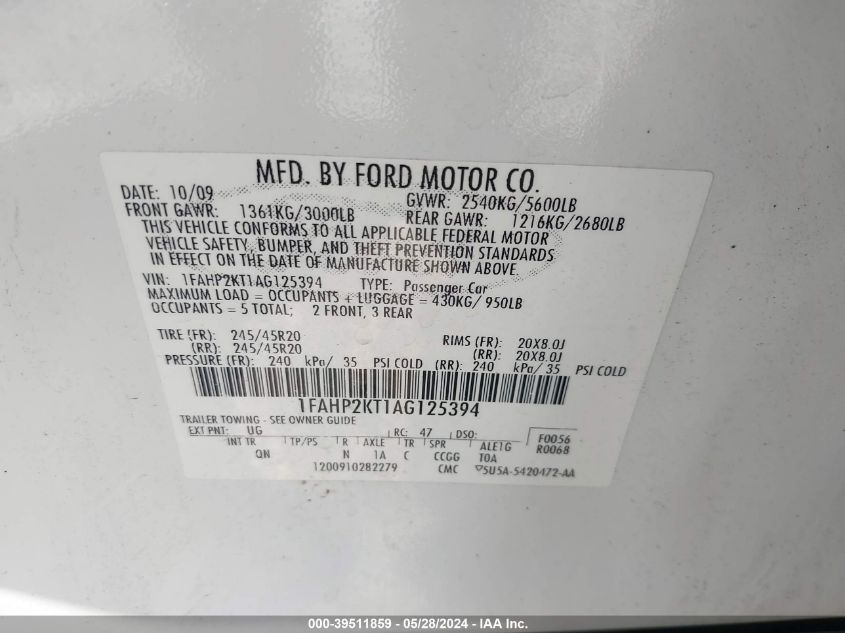 MFD. BY FORD MOTOR CO.
DATE: 10/09 GVWR: 2540KG/5600LB
FRONT GAWR: 1361KG/3000LB REAR GAWR: 1216KG/2680LB
THIS VEHICLE CONFORMS TO ALL APPLICABLE FEDERAL MOTOR
VEHICLE SAFETY, BUMPER, AND THEFT PREVENTION STANDARDS
IN EFFECT ON THE DATE OF MANUFACTURE SHOWN ABOVE.
VIN: 1FAHP2KT1AG125394 TYPE: Passenger Car
MAXIMUM LOAD = OCCUPANTS + LUGGAGE = 430KG/ 950LB
OCCUPANTS = 5 TOTAL; 2 FRONT, 3 REAR
TIRE (FR): 245/45R20 RIMS (FR): 20X8.0J
(RR): 245/45R20 (RR): 20X8.0J
PRESSURE (FR): 240 kPa/ 35 PSI COLD (RR): 240 kPa/ 35 PSI COLD
1FAHP2KT1AG125394
TRAILER TOWING - SEE OWNER GUIDE
EXT PNT: UG RC: 47 DSO: F0056
INT TR TP/PS R AXLE TR SPR ALE1G R0068
QN N 1A C CCGG T0A
1200910282279 CMC 5U5A-5420472-AA
000-39511859 / 05/28/2024 / IAA Inc.